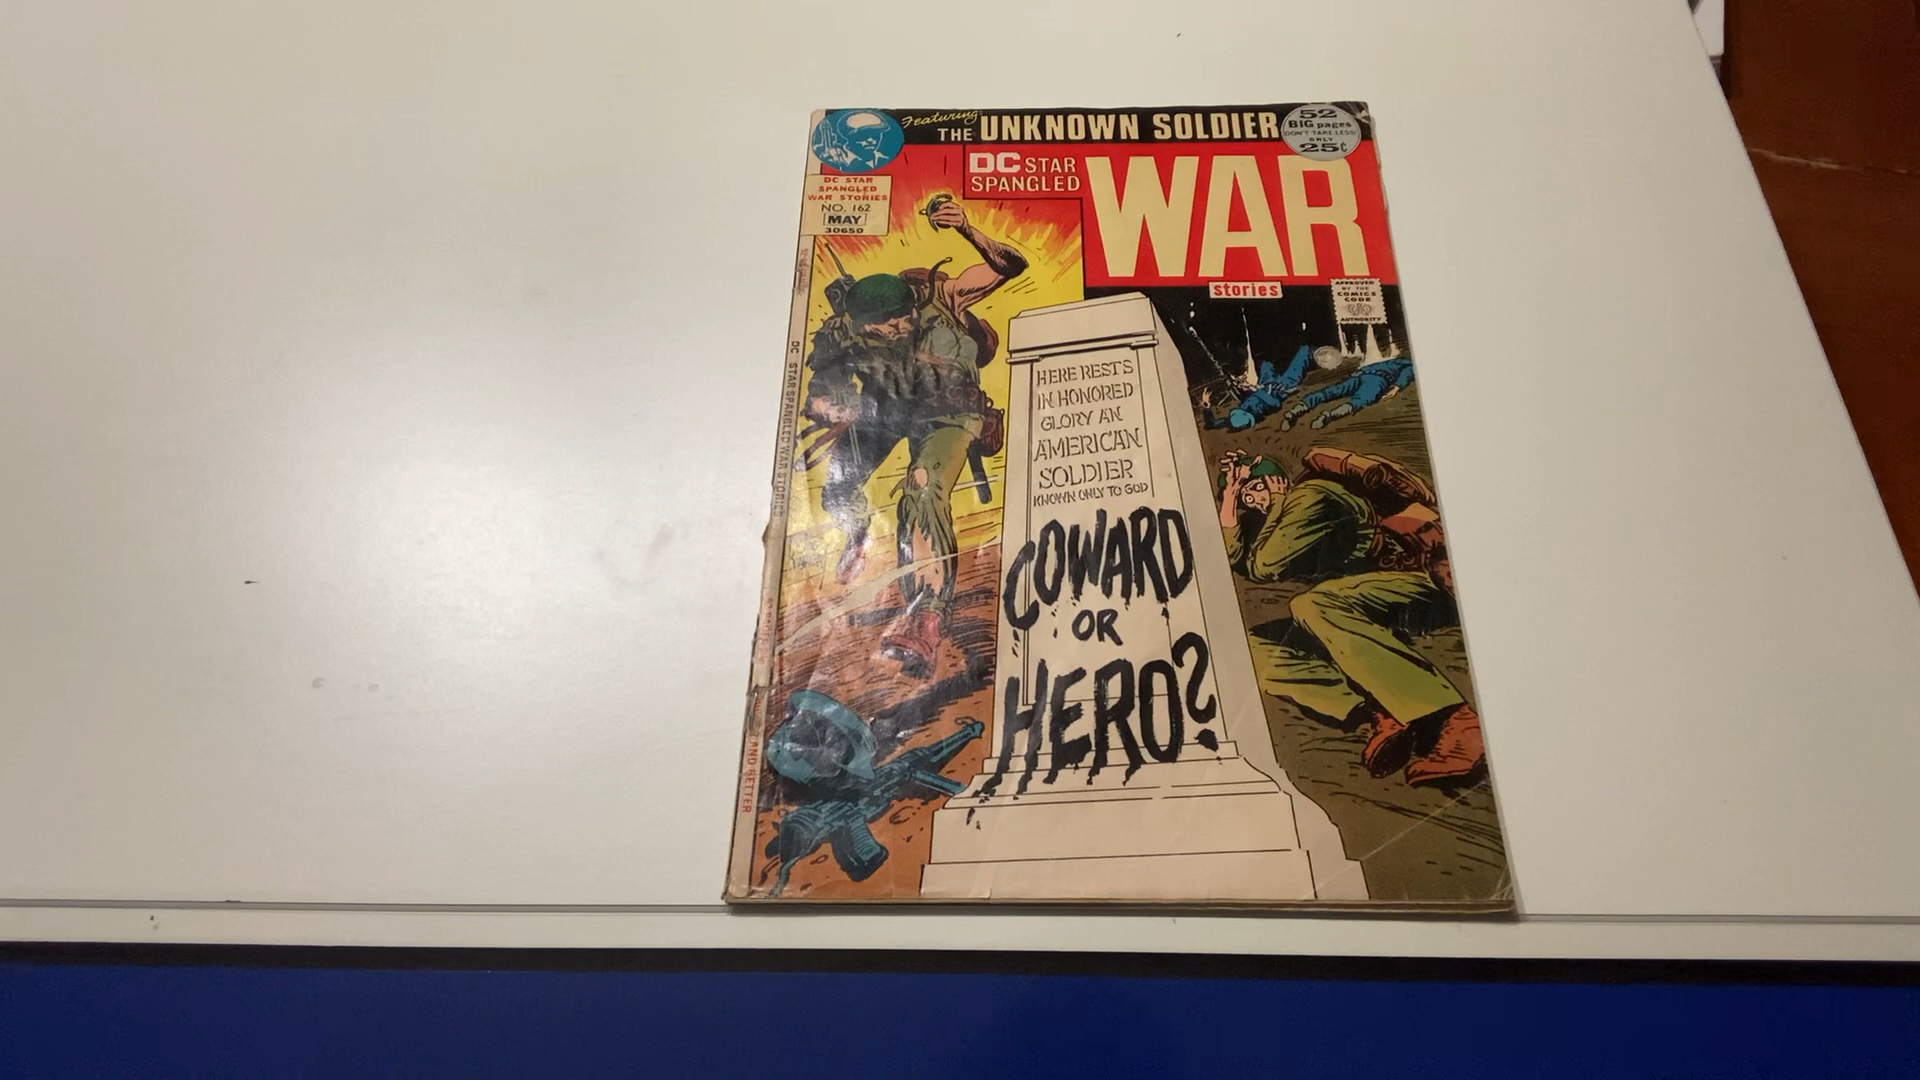 Featuring:
THE UNKNOWN SOLDIER
52
BIG pages
DON'T TAKE LESS!
ONLY
25¢
DC STAR
SPANGLED
WAR
stories
DC STAR
SPANGLED
WAR STORIES
NO. 162
MAY
30650
APPROVED
BY THE
COMICS
CODE
AUTHORITY
HERE RESTS
IN HONORED
GLORY AN
AMERICAN
SOLDIER
KNOWN ONLY TO GOD
COWARD
OR
HERO?
DC STAR SPANGLED WAR STORIES
AND BETTER